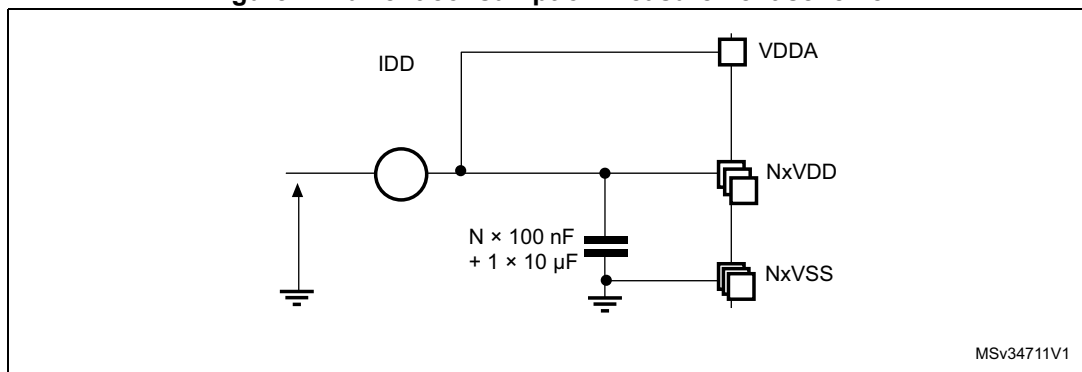 IDD
VDDA
NxVDD
N × 100 nF
+ 1 × 10 µF
NxVSS
MSv34711V1